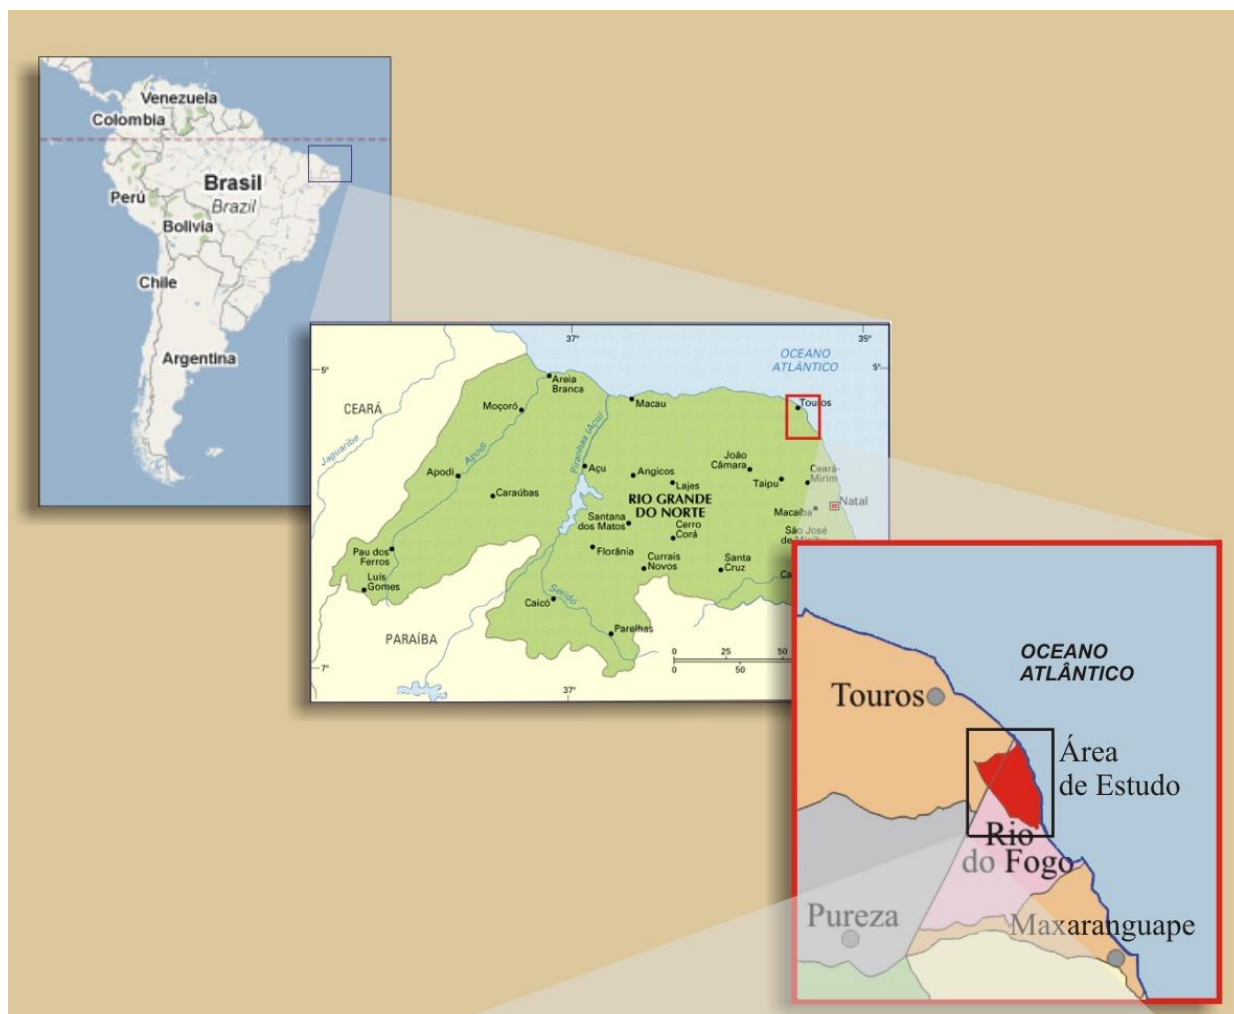 Venezuela
Colombia
Brasil
Brazil
Perú
Bolivia
Chile
Argentina
37°
35°
OCEANO
ATLÂNTICO
5°
5°
Areia
Branca
CEARÁ
Moçoró
Macau
Touros
Jaguaribe
Apodi
Piranhas (Açu)
João
Câmara
Ceará-
Mirim
Apodi
Açu
Angicos
Lajes
Taipu
Caraúbas
RIO GRANDE
DO NORTE
Natal
Macaíba
Santana
dos Matos
Cerro
Corá
São José
Pau dos
Ferros
Florânia
Currais
Novos
Santa
Cruz
Luís
Gomes
Caicó
Seridó
PARAÍBA
Parelhas
0 25 50
0 50
7°
37°
OCEANO
ATLÂNTICO
Touros
Área
de Estudo
Rio
do Fogo
Pureza
Maxaranguape